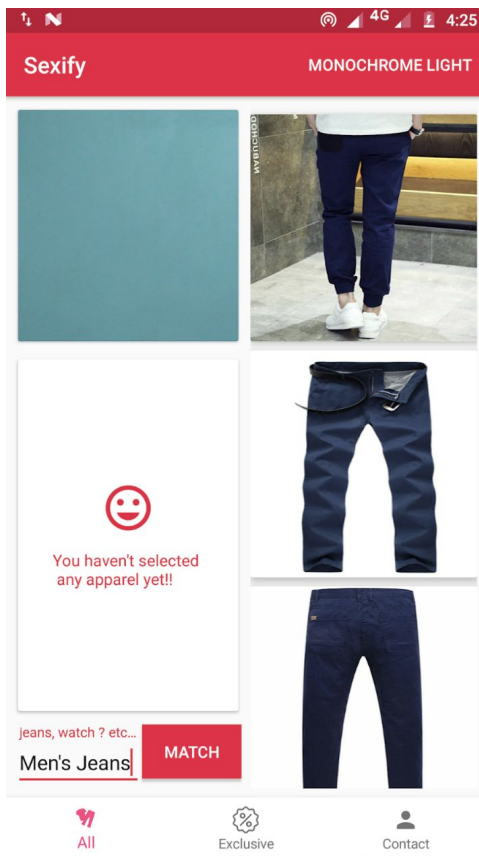 4G
4:25
Sexify
MONOCHROME LIGHT
NABUCHOD
You haven't selected
any apparel yet!!
jeans, watch ? etc...
Men's Jeans
MATCH
All
Exclusive
Contact